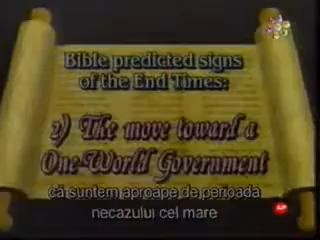 Bible predicted signs
of the End Times:
2) The move toward a
One-World Government
că suntem aproape de perioada
necazului cel mare